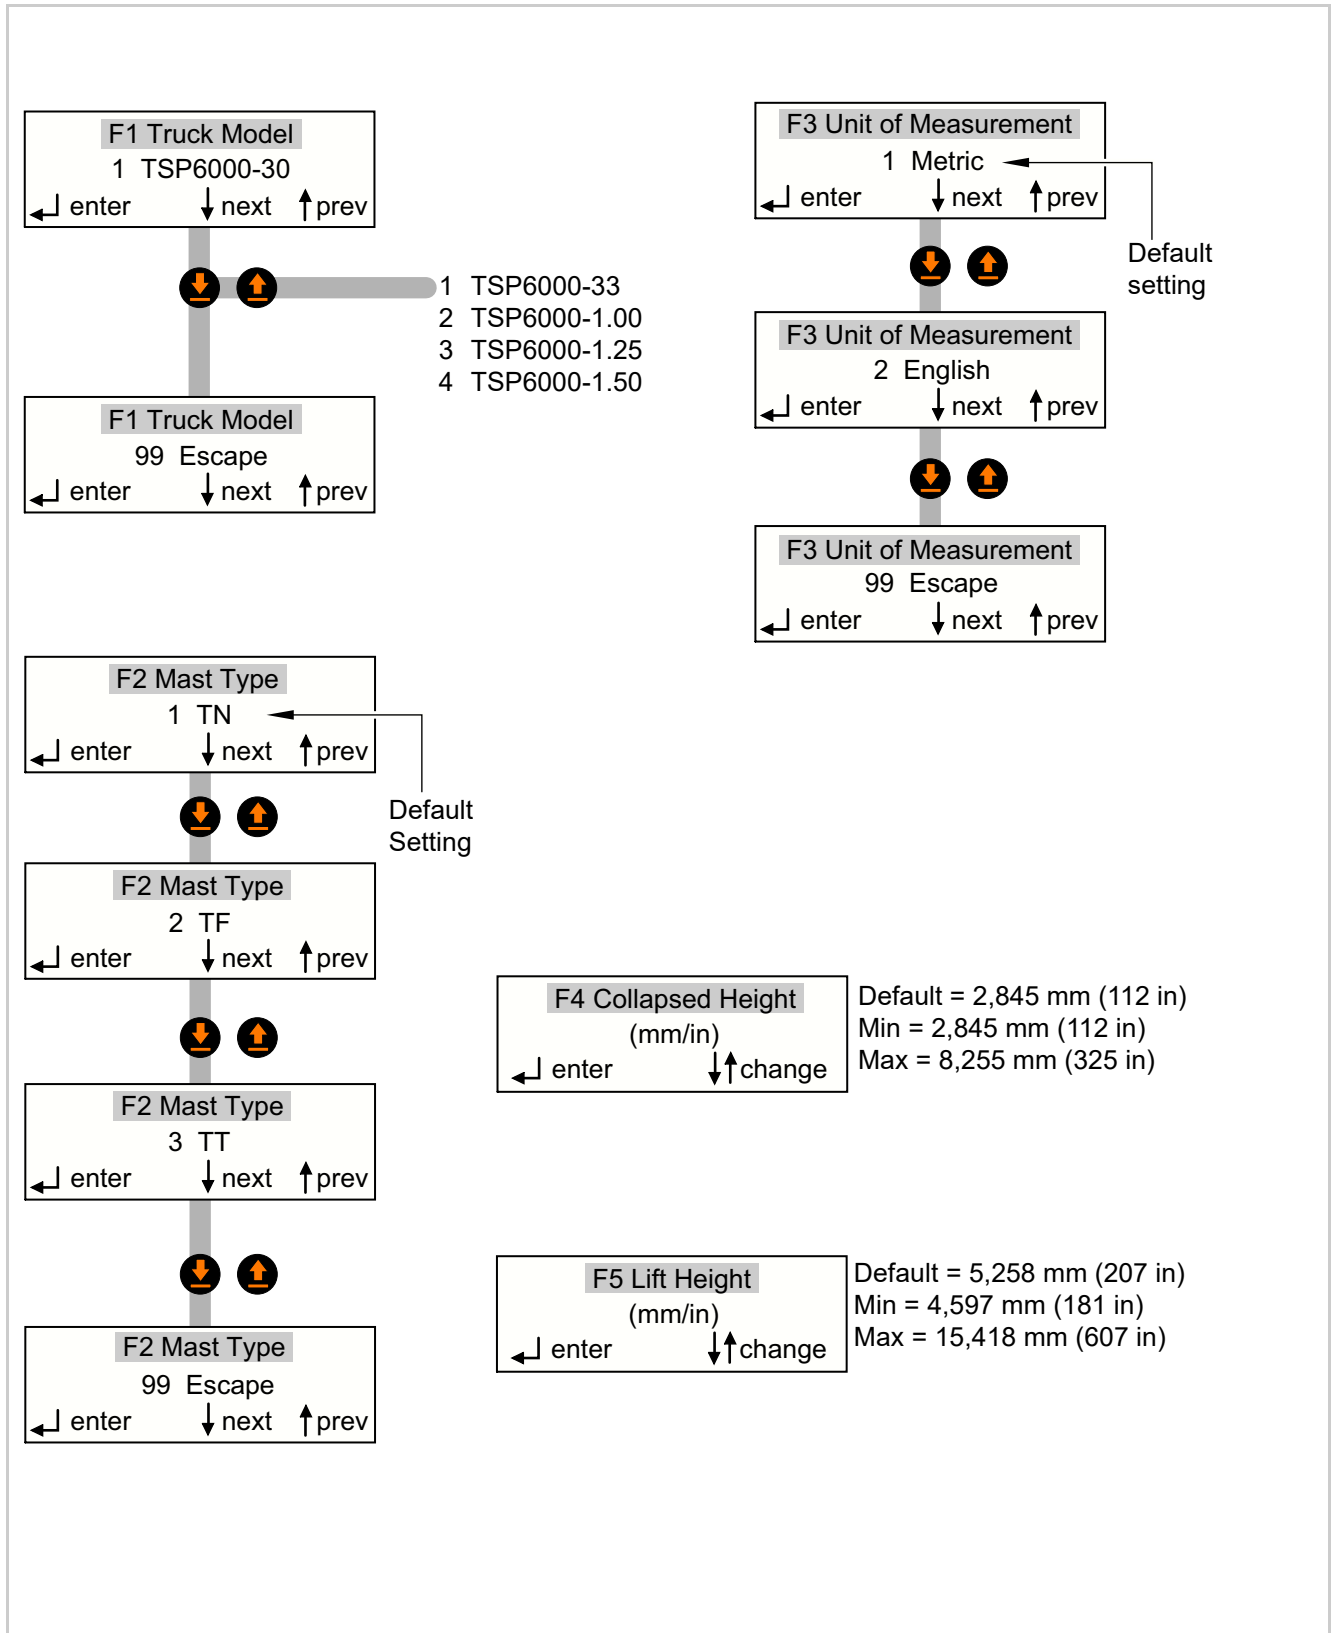 F1 Truck Model
1 TSP6000-30
enter next prev
1 TSP6000-33
2 TSP6000-1.00
3 TSP6000-1.25
4 TSP6000-1.50
F1 Truck Model
99 Escape
enter next prev
F3 Unit of Measurement
1 Metric
enter next prev
Default
setting
F3 Unit of Measurement
2 English
enter next prev
F3 Unit of Measurement
99 Escape
enter next prev
F2 Mast Type
1 TN
enter next prev
Default
Setting
F2 Mast Type
2 TF
enter next prev
F2 Mast Type
3 TT
enter next prev
F2 Mast Type
99 Escape
enter next prev
F4 Collapsed Height
(mm/in)
enter change
Default = 2,845 mm (112 in)
Min = 2,845 mm (112 in)
Max = 8,255 mm (325 in)
F5 Lift Height
(mm/in)
enter change
Default = 5,258 mm (207 in)
Min = 4,597 mm (181 in)
Max = 15,418 mm (607 in)